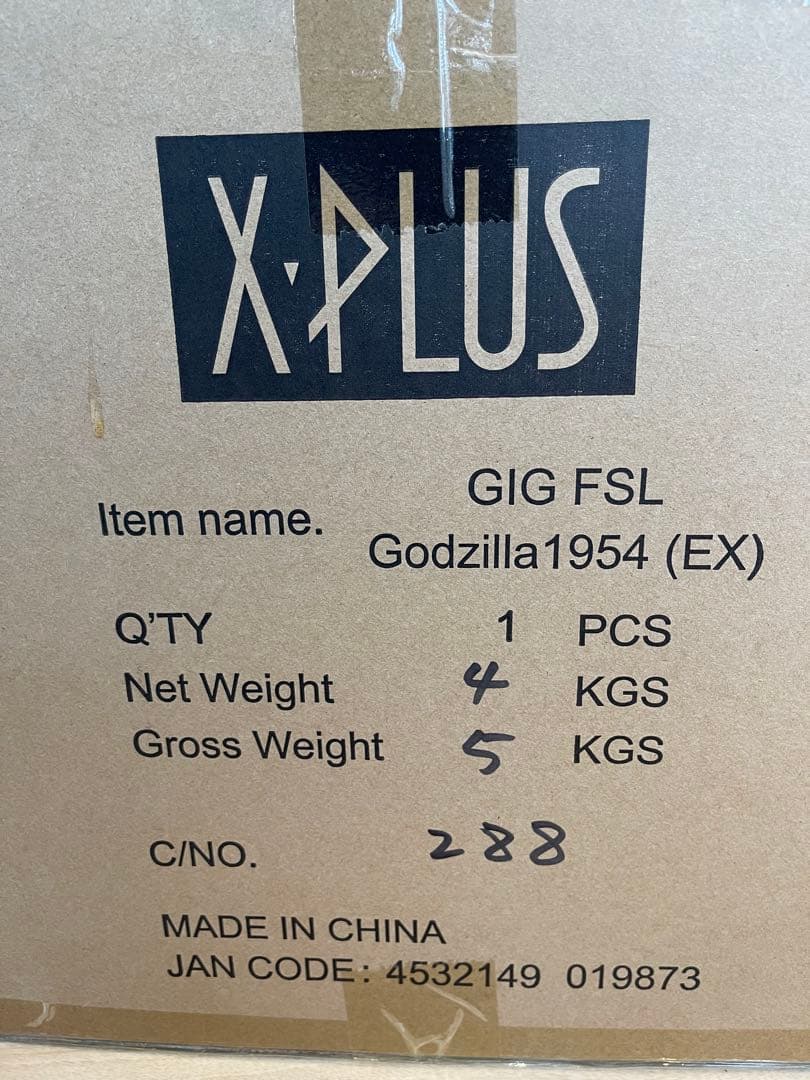 X·PLUS
GIG FSL
Item name. Godzilla1954 (EX)
Q'TY 1 PCS
Net Weight 4 KGS
Gross Weight 5 KGS
C/NO. 288
MADE IN CHINA
JAN CODE: 4532149 019873